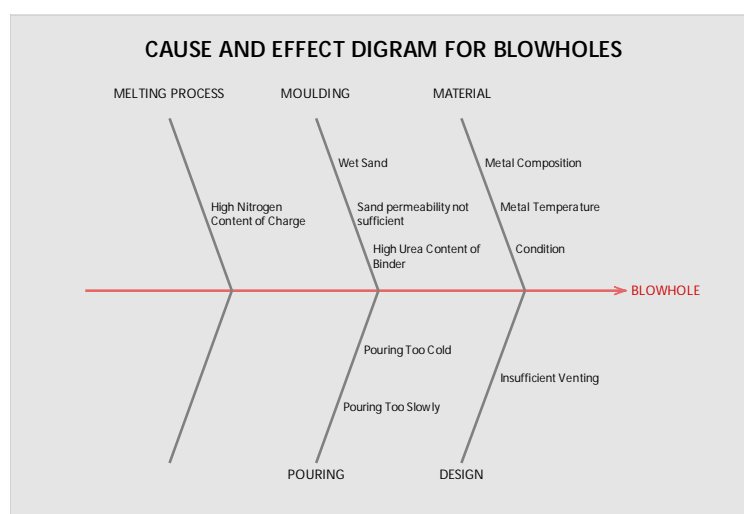 CAUSE AND EFFECT DIGRAM FOR BLOWHOLES
MELTING PROCESS
MOULDING
MATERIAL
Wet Sand
Metal Composition
High Nitrogen
Content of Charge
Sand permeability not
sufficient
Metal Temperature
High Urea Content of
Binder
Condition
BLOWHOLE
Pouring Too Cold
Insufficient Venting
Pouring Too Slowly
POURING
DESIGN